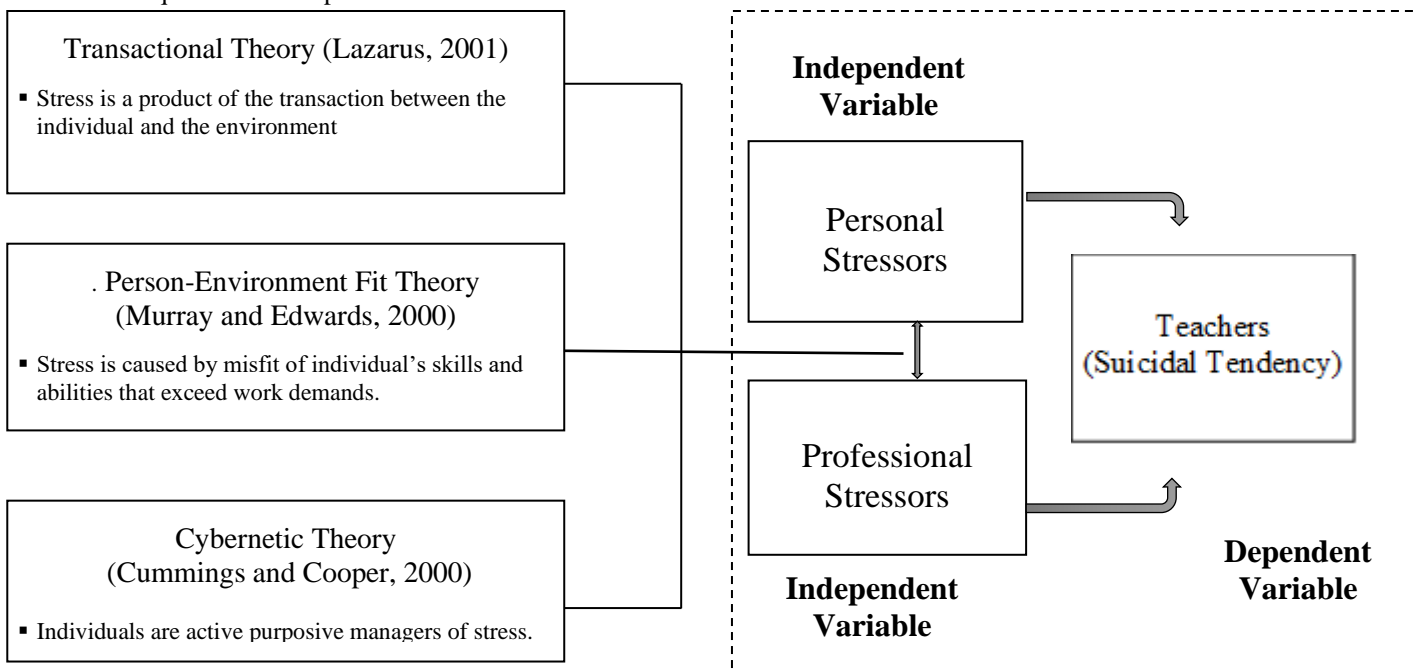 Transactional Theory (Lazarus, 2001)
▪ Stress is a product of the transaction between the
individual and the environment
. Person-Environment Fit Theory
(Murray and Edwards, 2000)
▪ Stress is caused by misfit of individual's skills and
abilities that exceed work demands.
Cybernetic Theory
(Cummings and Cooper, 2000)
▪ Individuals are active purposive managers of stress.
Independent
Variable
Personal
Stressors
Professional
Stressors
Independent
Variable
Teachers
(Suicidal Tendency)
Dependent
Variable